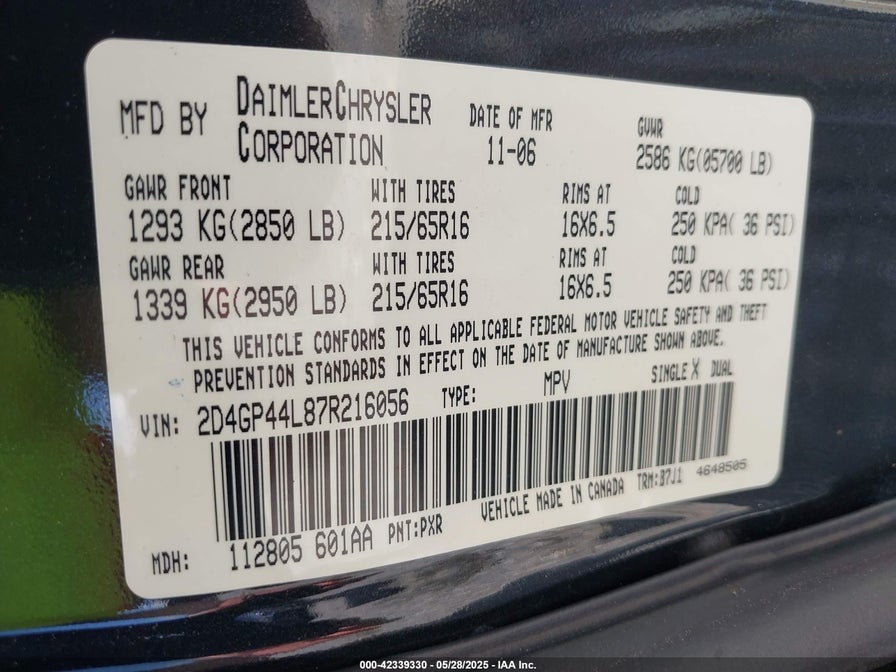 MFD BY DAIMLERCHRYSLER CORPORATION DATE OF MFR 11-06 GVWR 2586 KG(05700 LB)
GAWR FRONT WITH TIRES RIMS AT COLD
1293 KG(2850 LB) 215/65R16 16X6.5 250 KPA( 36 PSI)
GAWR REAR WITH TIRES RIMS AT COLD
1339 KG(2950 LB) 215/65R16 16X6.5 250 KPA( 36 PSI)
THIS VEHICLE CONFORMS TO ALL APPLICABLE FEDERAL MOTOR VEHICLE SAFETY AND THEFT
PREVENTION STANDARDS IN EFFECT ON THE DATE OF MANUFACTURE SHOWN ABOVE.
VIN: 2D4GP44L87R216056 TYPE: MPV SINGLE X DUAL
MDH: 112805 601AA PNT:PXR VEHICLE MADE IN CANADA TRM:B7J1 4648505
000-42339330 - 05/28/2025 - IAA Inc.